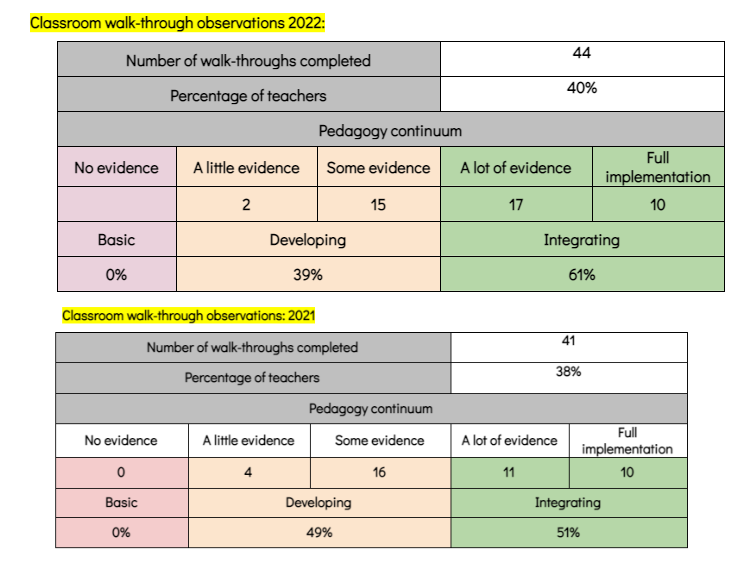 Classroom walk-through observations 2022:
Number of walk-throughs completed 44
Percentage of teachers 40%
Pedagogy continuum
No evidence A little evidence Some evidence A lot of evidence Full implementation
2 15 17 10
Basic Developing Integrating
0% 39% 61%
Classroom walk-through observations: 2021
Number of walk-throughs completed 41
Percentage of teachers 38%
Pedagogy continuum
No evidence A little evidence Some evidence A lot of evidence Full implementation
0 4 16 11 10
Basic Developing Integrating
0% 49% 51%